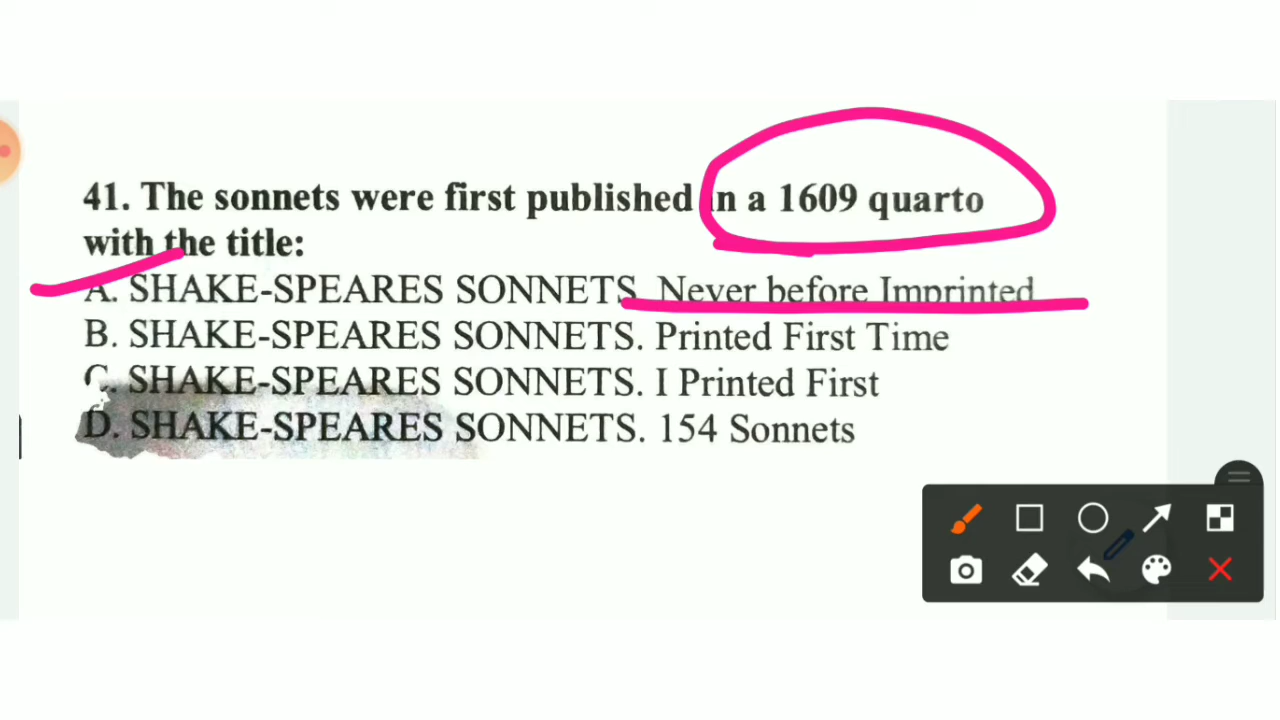 41. The sonnets were first published in a 1609 quarto
with the title:
A. SHAKE-SPEARES SONNETS. Never before Imprinted
B. SHAKE-SPEARES SONNETS. Printed First Time
C. SHAKE-SPEARES SONNETS. I Printed First
D. SHAKE-SPEARES SONNETS. 154 Sonnets